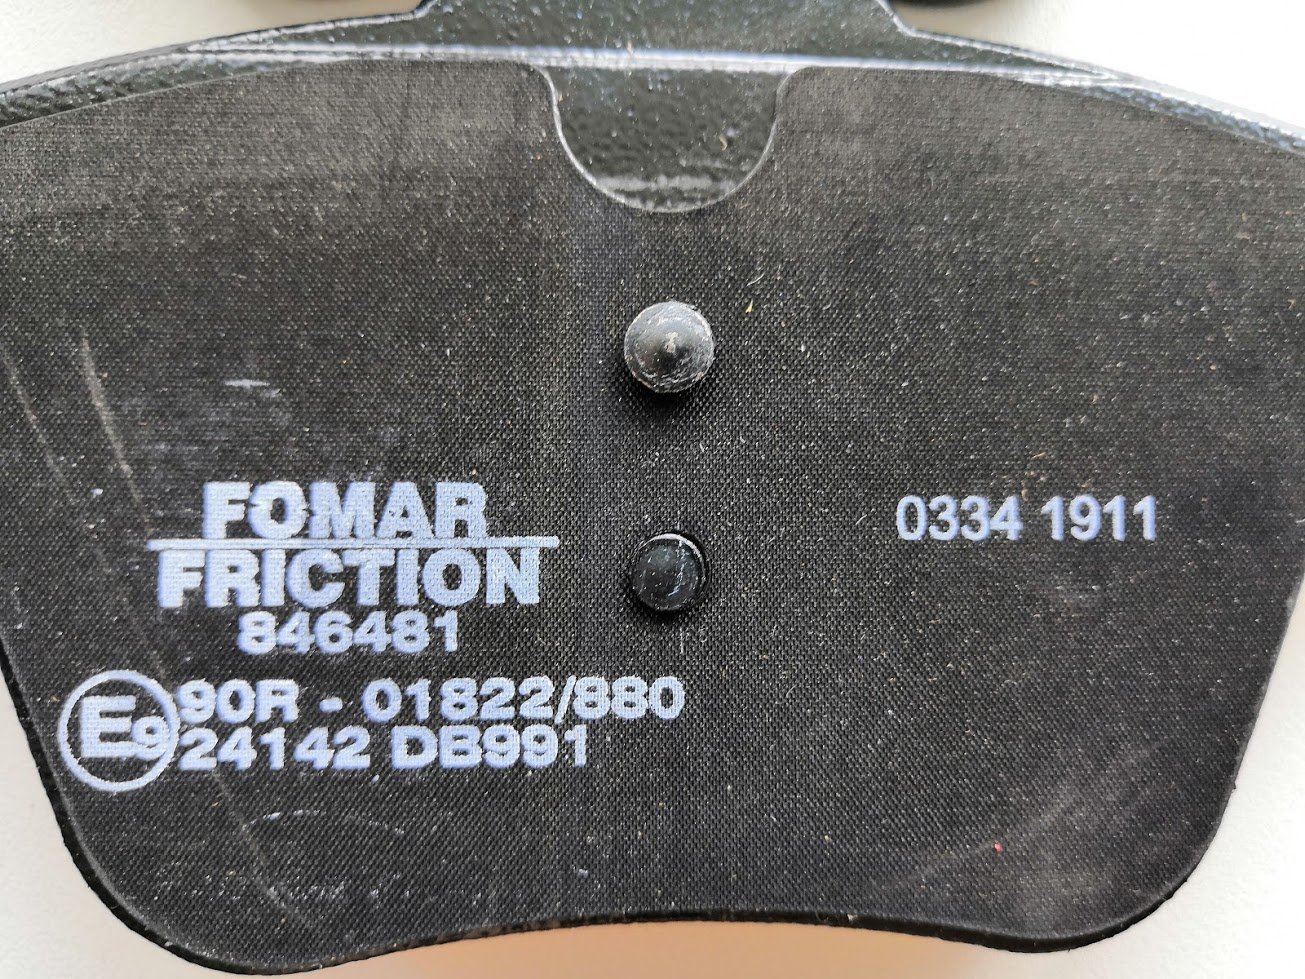 FOMAR
FRICTION
846481
E9 90R - 01822/880
24142 DB991
0334 1911